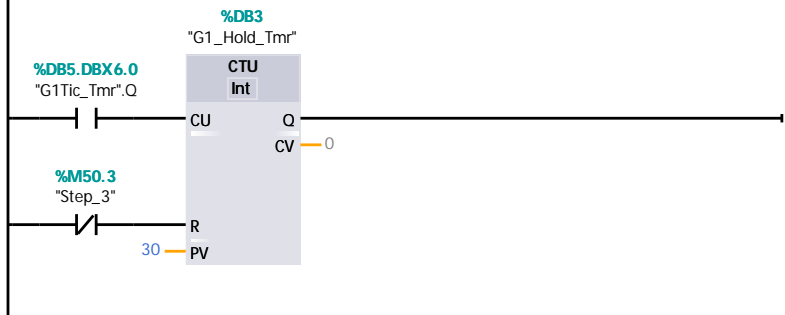 %DB3
"G1_Hold_Tmr"
%DB5.DBX6.0
"G1Tic_Tmr".Q
CTU
Int
CU
Q
CV
0
%M50.3
"Step_3"
R
30
PV